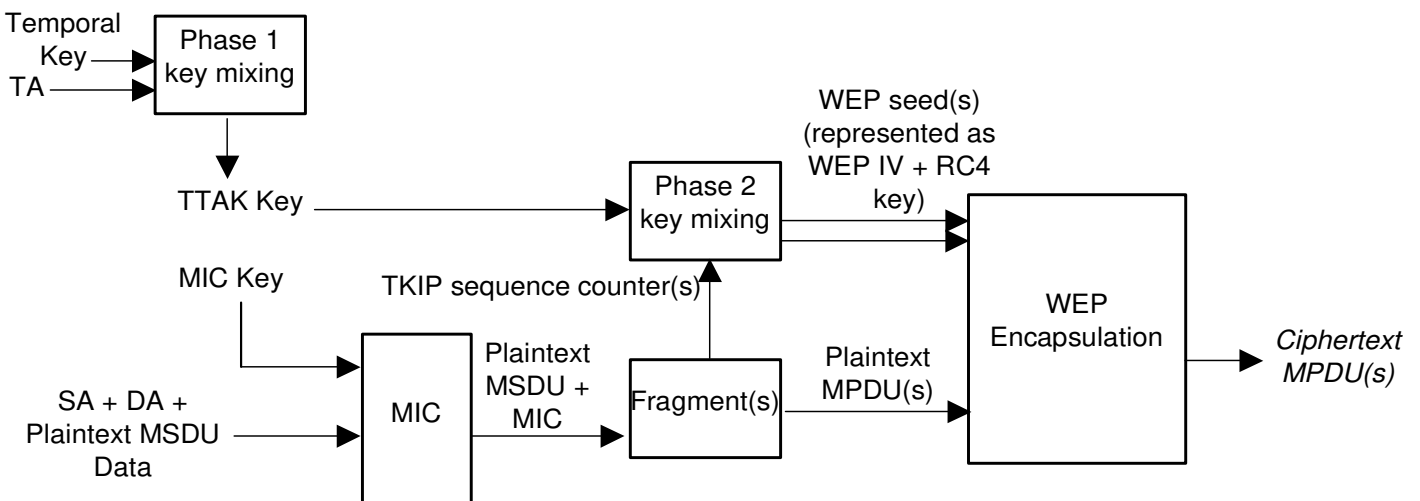 Temporal
Key
TA
Phase 1
key mixing
TTAK Key
WEP seed(s)
(represented as
WEP IV + RC4
key)
Phase 2
key mixing
MIC Key
TKIP sequence counter(s)
WEP
Encapsulation
Ciphertext
MPDU(s)
SA + DA +
Plaintext MSDU
Data
MIC
Plaintext
MSDU +
MIC
Fragment(s)
Plaintext
MPDU(s)